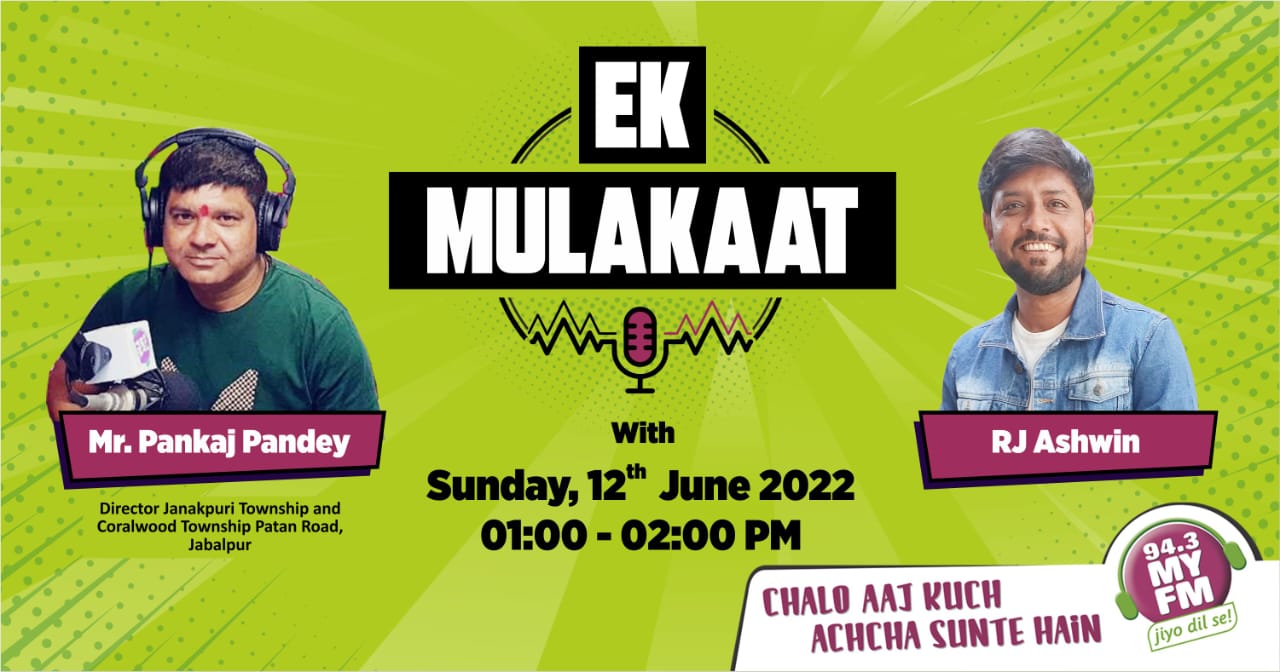 EK
MULAKAAT
With
Sunday, 12th June 2022
01:00 - 02:00 PM
Mr. Pankaj Pandey
Director Janakpuri Township and
Coralwood Township Patan Road,
Jabalpur
RJ Ashwin
CHALO AAJ KUCH
ACHCHA SUNTE HAiN
94.3
MY
FM
jiyo dil se!